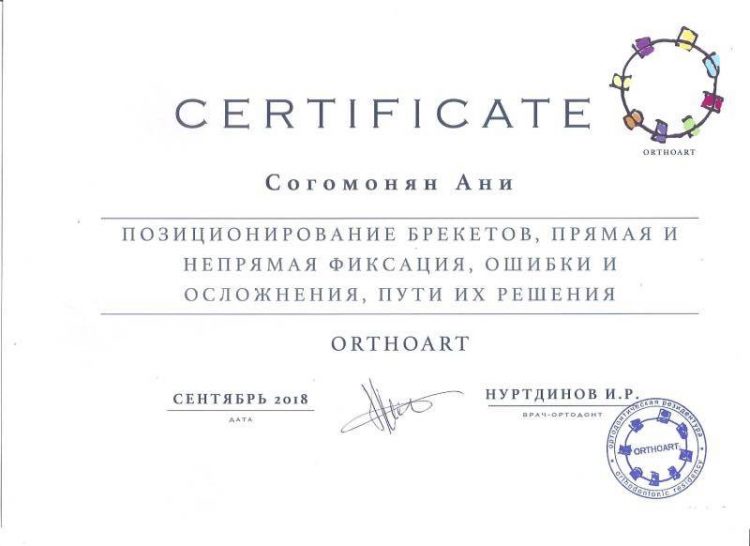 CERTIFICATE
ORTHOART
Согомонян Ани
ПОЗИЦИОНИРОВАНИЕ БРЕКЕТОВ, ПРЯМАЯ И
НЕПРЯМАЯ ФИКСАЦИЯ, ОШИБКИ И
ОСЛОЖНЕНИЯ, ПУТИ ИХ РЕШЕНИЯ
ORTHOART
СЕНТЯБРЬ 2018
ДАТА
НУРТДИНОВ И.Р.
ВРАЧ-ОРТОДОНТ
ортодонтическая резидентура
ORTHOART
orthodontonic residency